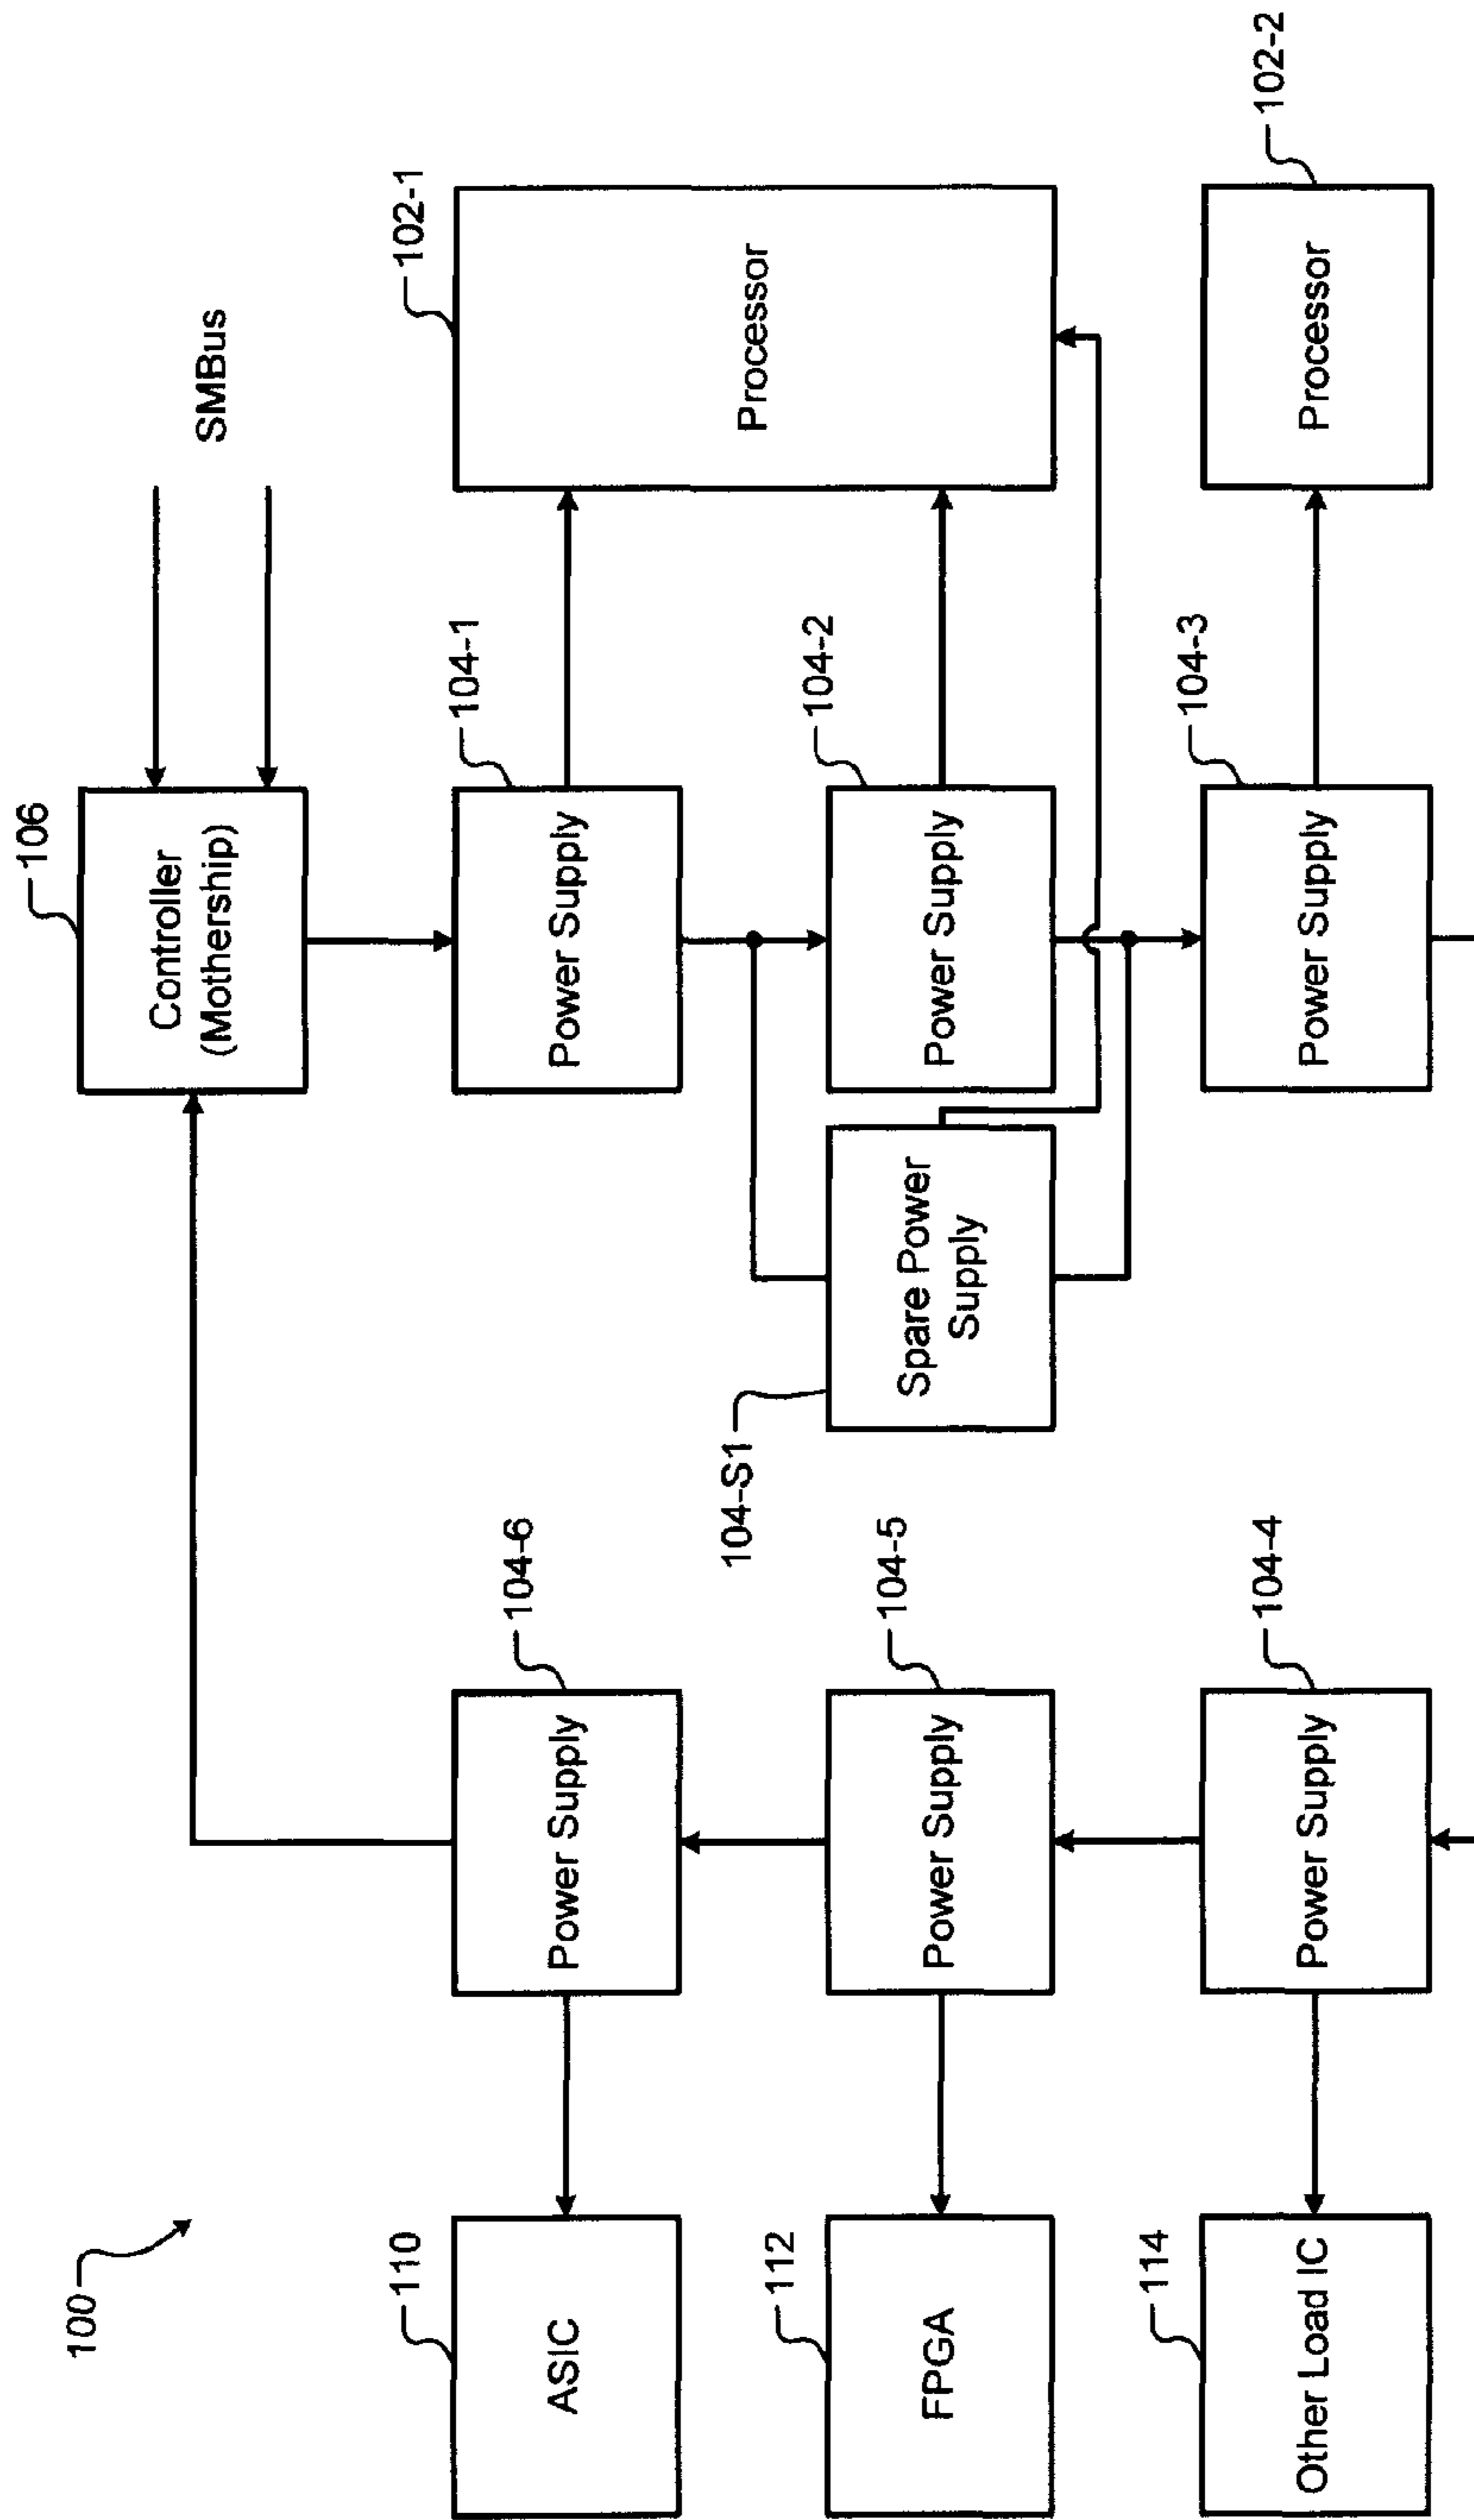 100
106
Controller
(Mothership)
SMBus
110
ASIC
104-6
Power Supply
104-1
Power Supply
102-1
Processor
112
FPGA
104-5
Power Supply
104-S1
Spare Power
Supply
104-2
Power Supply
114
Other Load IC
104-4
Power Supply
104-3
Power Supply
102-2
Processor